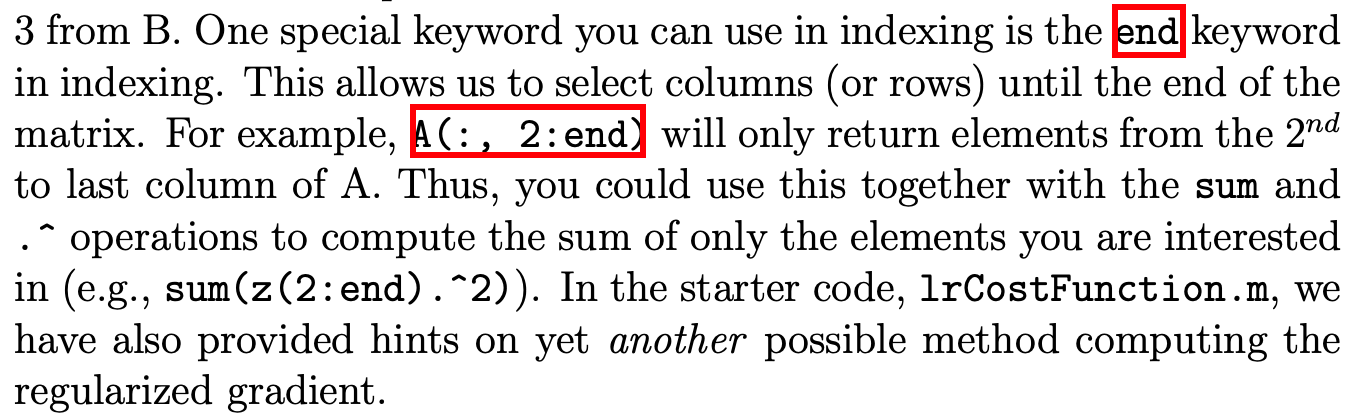 3 from B. One special keyword you can use in indexing is the end keyword
in indexing. This allows us to select columns (or rows) until the end of the
matrix. For example, A(:, 2:end) will only return elements from the 2nd
to last column of A. Thus, you could use this together with the sum and
.^ operations to compute the sum of only the elements you are interested
in (e.g., sum(z(2:end).^2)). In the starter code, lrCostFunction.m, we
have also provided hints on yet another possible method computing the
regularized gradient.